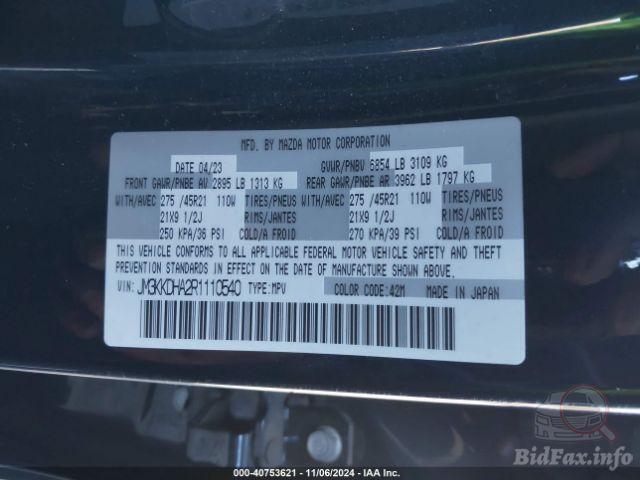 MFD. BY MAZDA MOTOR CORPORATION
DATE 04/23 GVWR/PNBV 6854 LB 3109 KG
FRONT GAWR/PNBE AV 2895 LB 1313 KG REAR GAWR/PNBE AR 3962 LB 1797 KG
WITH/AVEC 275 /45R21 110W TIRES/PNEUS WITH/AVEC 275 /45R21 110W TIRES/PNEUS
21X9 1/2J RIMS/JANTES 21X9 1/2J RIMS/JANTES
250 KPA/36 PSI COLD/A FROID 270 KPA/39 PSI COLD/A FROID
THIS VEHICLE CONFORMS TO ALL APPLICABLE FEDERAL MOTOR VEHICLE SAFETY AND THEFT
PREVENTION STANDARDS IN EFFECT ON THE DATE OF MANUFACTURE SHOWN ABOVE.
VIN: JM3KKDHA2R1110540 TYPE:MPV COLOR CODE:42M MADE IN JAPAN
BidFax.info
000-40753621 - 11/06/2024 - IAA Inc.